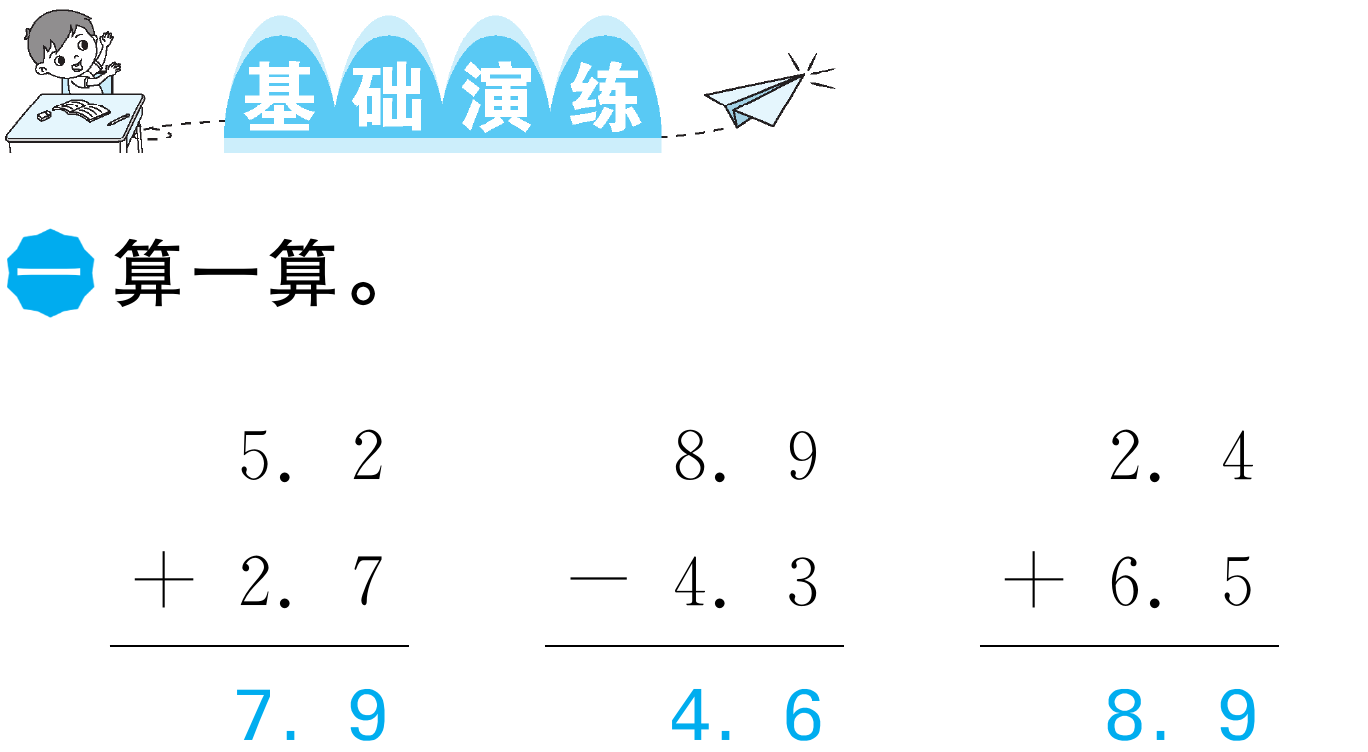 基础演练
一 算一算。
5. 2 8. 9 2. 4
+ 2. 7 - 4. 3 + 6. 5
7. 9 4. 6 8. 9